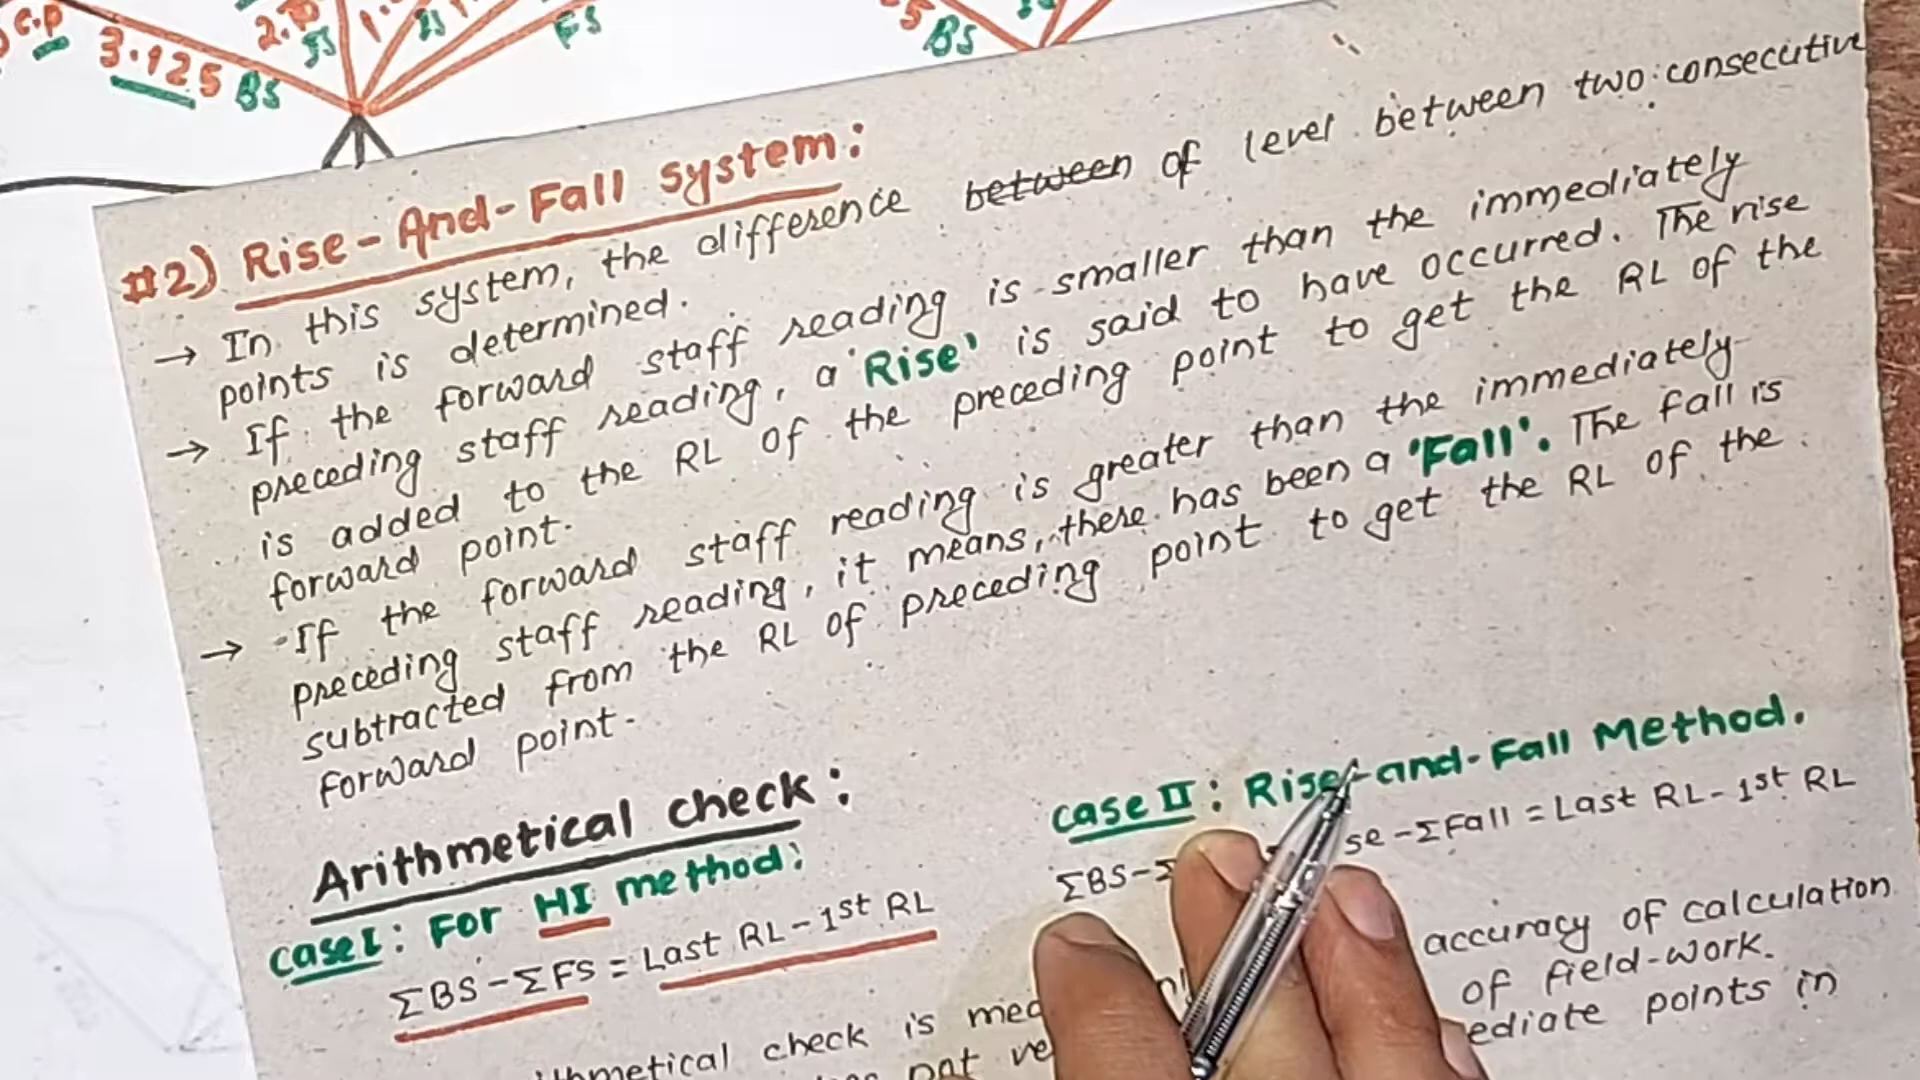 C.P
3.125 BS
FS
BS
#2) Rise-And-Fall system:
→ In this system, the difference between of level between two consecutive
points is determined.
→ If the forward staff reading is smaller than the immediately
preceding staff reading, a 'Rise' is said to have occurred. The rise
is added to the RL of the preceding point to get the RL of the
forward point.
→ If the forward staff reading is greater than the immediately
preceding staff reading, it means, there has been a 'Fall'. The fall is
subtracted from the RL of preceding point to get the RL of the
forward point.
Arithmetical check:
case I: For HI method:
ΣBS-ΣFS = Last RL-1st RL
case II: Rise-and-Fall Method.
ΣBS-Σ se-ΣFall = Last RL-1st RL
accuracy of calculation
of field-work.
ediate points in
thmetical check is mea
not ve